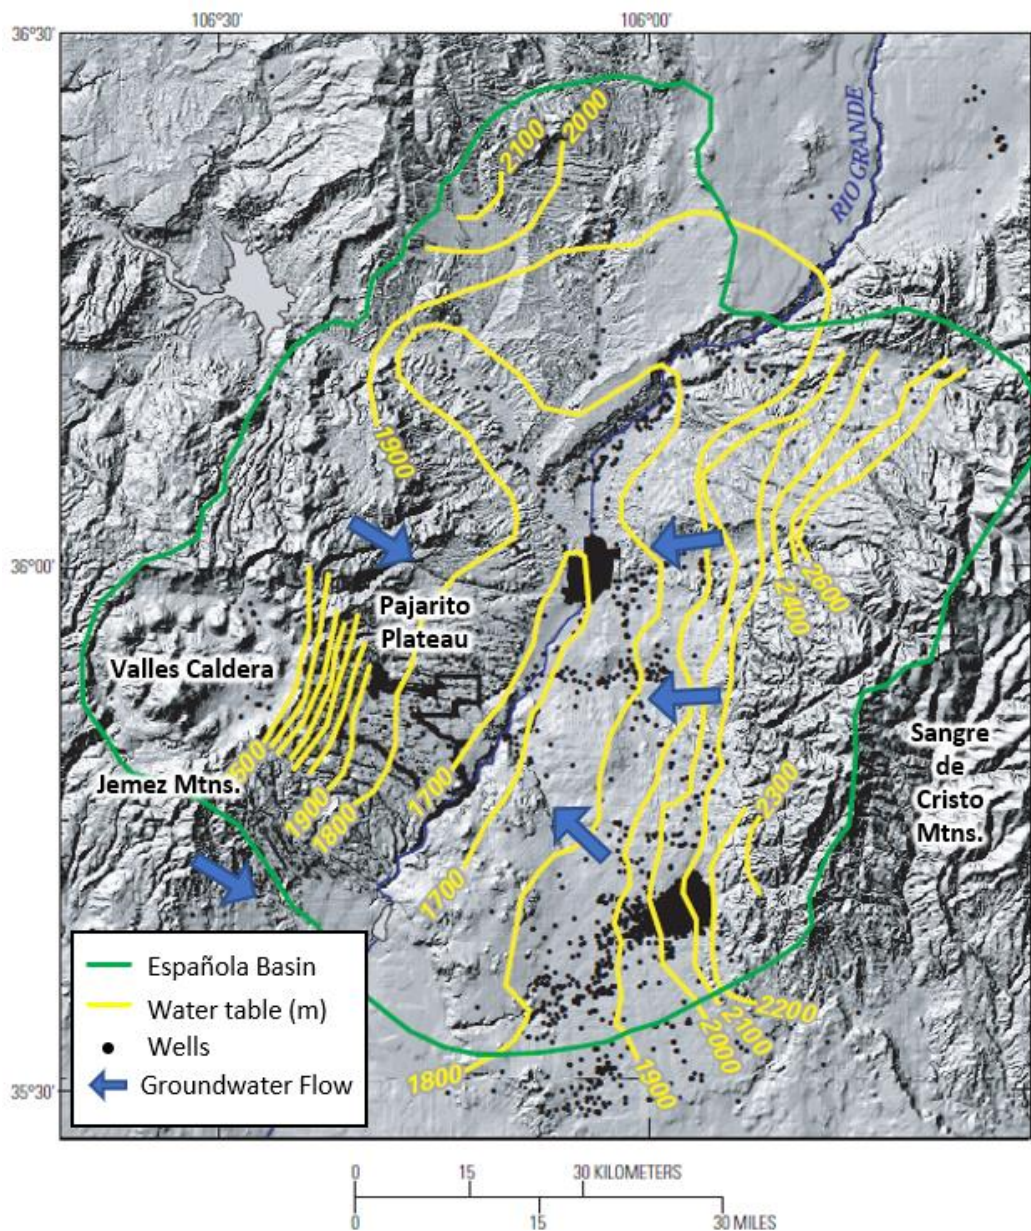 106°30'
106°00'
36°30'
RIO GRANDE
2100
2000
1900
36°00'
2600
2400
Pajarito
Plateau
Valles Caldera
Sangre
de
Cristo
Mtns.
Jemez Mtns.
1900
1800
1700
2300
1700
Española Basin
Water table (m)
Wells
Groundwater Flow
2200
2100
2000
1900
1800
35°30'
0 15 30 KILOMETERS
0 15 30 MILES